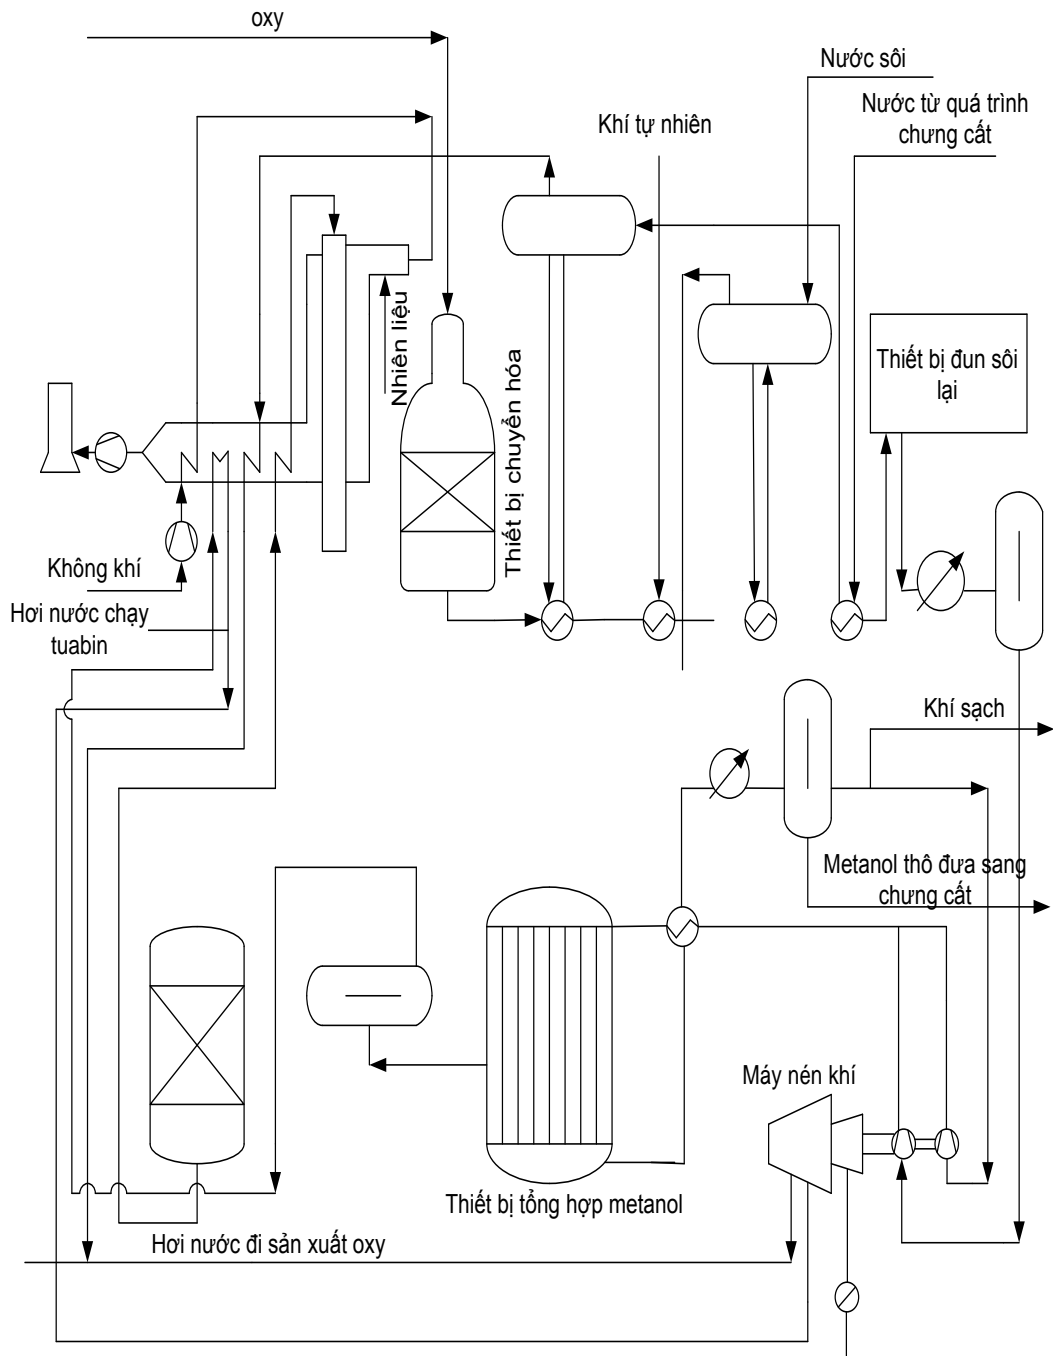 oxy
Nước sôi
Nước từ quá trình
chưng cất
Khí tự nhiên
Nhiên liệu
Thiết bị chuyển hóa
Thiết bị đun sôi
lại
Không khí
Hơi nước chạy
tuabin
Khí sạch
Metanol thô đưa sang
chưng cất
Máy nén khí
Thiết bị tổng hợp metanol
Hơi nước đi sản xuất oxy